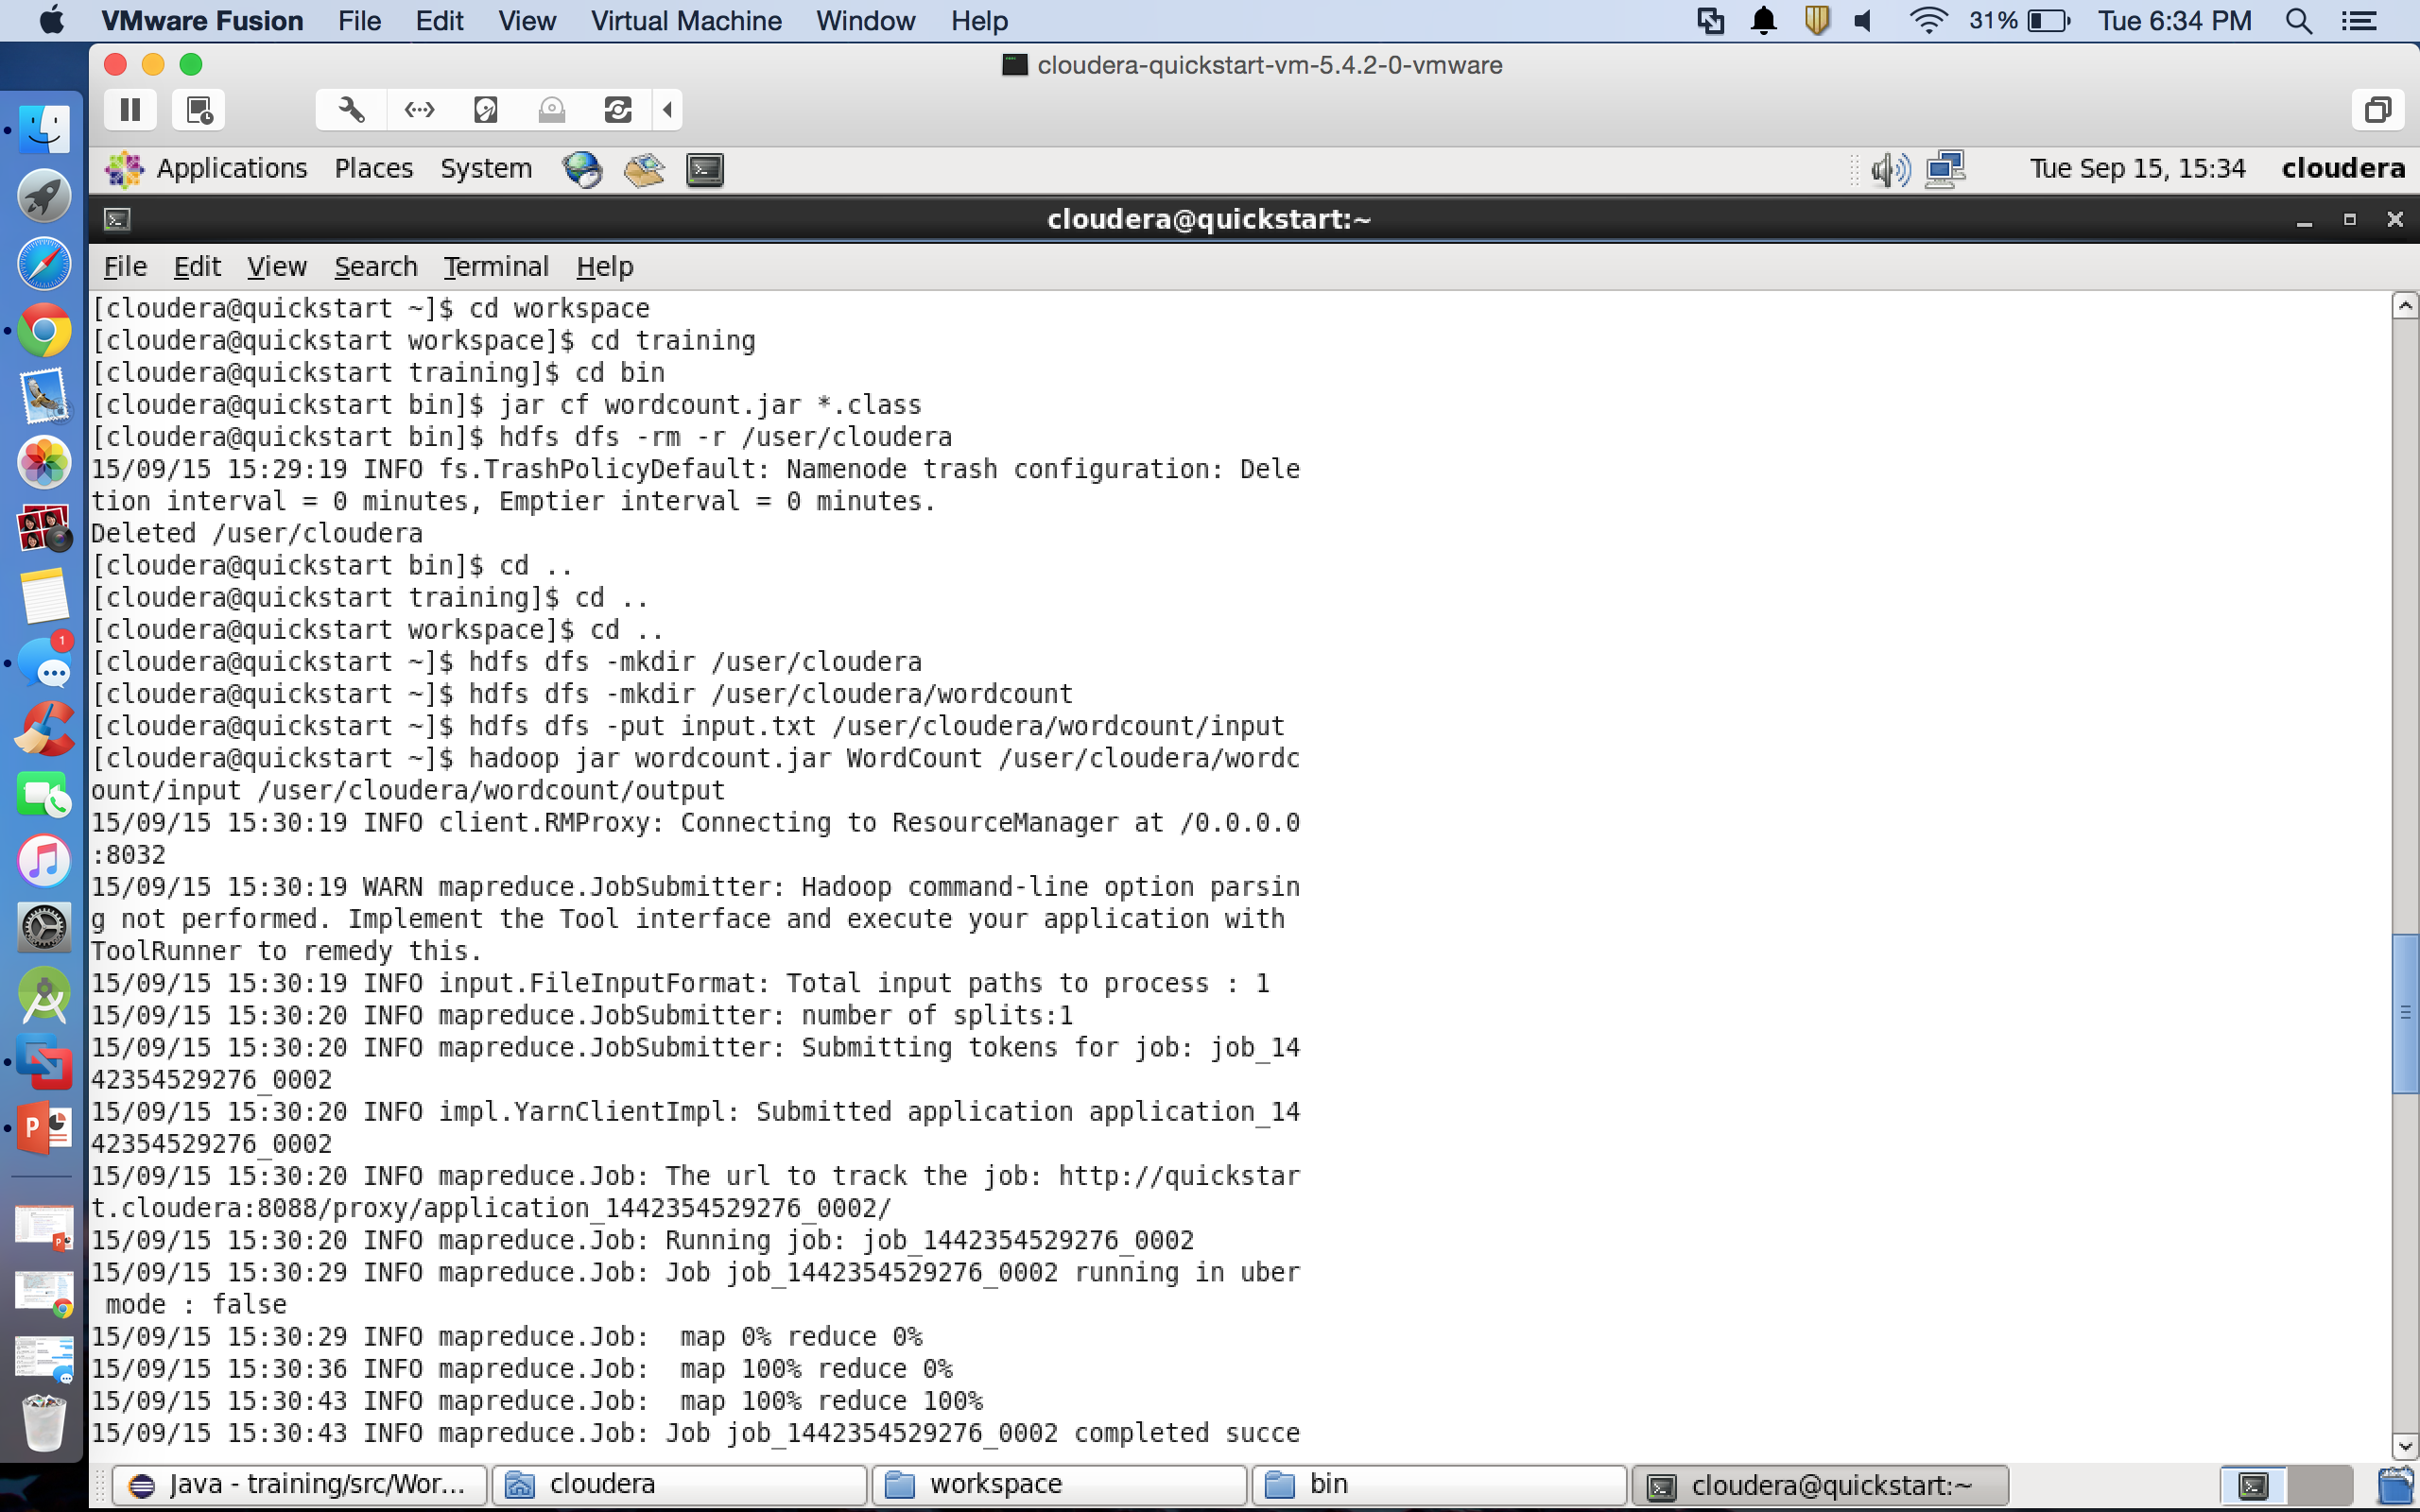 VMware Fusion File Edit View Virtual Machine Window Help 31% Tue 6:34 PM
cloudera-quickstart-vm-5.4.2-0-vmware
Applications Places System Tue Sep 15, 15:34 cloudera
cloudera@quickstart:~
File Edit View Search Terminal Help
[cloudera@quickstart ~]$ cd workspace
[cloudera@quickstart workspace]$ cd training
[cloudera@quickstart training]$ cd bin
[cloudera@quickstart bin]$ jar cf wordcount.jar *.class
[cloudera@quickstart bin]$ hdfs dfs -rm -r /user/cloudera
15/09/15 15:29:19 INFO fs.TrashPolicyDefault: Namenode trash configuration: Dele
tion interval = 0 minutes, Emptier interval = 0 minutes.
Deleted /user/cloudera
[cloudera@quickstart bin]$ cd ..
[cloudera@quickstart training]$ cd ..
[cloudera@quickstart workspace]$ cd ..
[cloudera@quickstart ~]$ hdfs dfs -mkdir /user/cloudera
[cloudera@quickstart ~]$ hdfs dfs -mkdir /user/cloudera/wordcount
[cloudera@quickstart ~]$ hdfs dfs -put input.txt /user/cloudera/wordcount/input
[cloudera@quickstart ~]$ hadoop jar wordcount.jar WordCount /user/cloudera/wordc
ount/input /user/cloudera/wordcount/output
15/09/15 15:30:19 INFO client.RMProxy: Connecting to ResourceManager at /0.0.0.0
:8032
15/09/15 15:30:19 WARN mapreduce.JobSubmitter: Hadoop command-line option parsin
g not performed. Implement the Tool interface and execute your application with
ToolRunner to remedy this.
15/09/15 15:30:19 INFO input.FileInputFormat: Total input paths to process : 1
15/09/15 15:30:20 INFO mapreduce.JobSubmitter: number of splits:1
15/09/15 15:30:20 INFO mapreduce.JobSubmitter: Submitting tokens for job: job_14
42354529276_0002
15/09/15 15:30:20 INFO impl.YarnClientImpl: Submitted application application_14
42354529276_0002
15/09/15 15:30:20 INFO mapreduce.Job: The url to track the job: http://quickstar
t.cloudera:8088/proxy/application_1442354529276_0002/
15/09/15 15:30:20 INFO mapreduce.Job: Running job: job_1442354529276_0002
15/09/15 15:30:29 INFO mapreduce.Job: Job job_1442354529276_0002 running in uber
mode : false
15/09/15 15:30:29 INFO mapreduce.Job:  map 0% reduce 0%
15/09/15 15:30:36 INFO mapreduce.Job:  map 100% reduce 0%
15/09/15 15:30:43 INFO mapreduce.Job:  map 100% reduce 100%
15/09/15 15:30:43 INFO mapreduce.Job: Job job_1442354529276_0002 completed succe
1
Java - training/src/Wor... cloudera workspace bin cloudera@quickstart:~